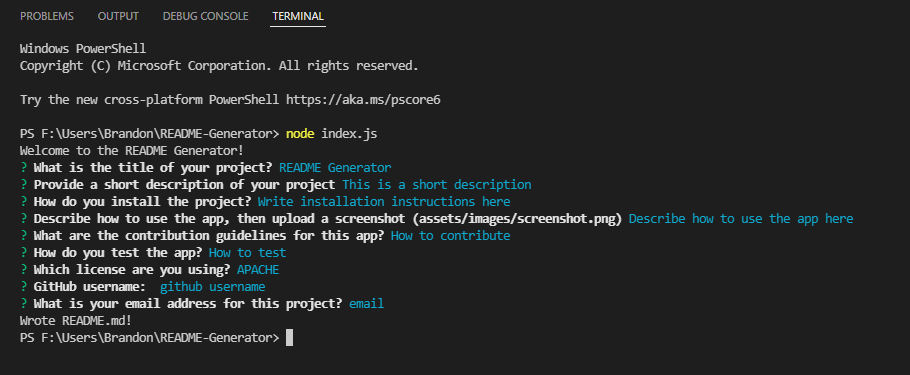 PROBLEMS OUTPUT DEBUG CONSOLE TERMINAL
Windows PowerShell
Copyright (C) Microsoft Corporation. All rights reserved.
Try the new cross-platform PowerShell https://aka.ms/pscore6
PS F:\Users\Brandon\README-Generator> node index.js
Welcome to the README Generator!
? What is the title of your project? README Generator
? Provide a short description of your project This is a short description
? How do you install the project? Write installation instructions here
? Describe how to use the app, then upload a screenshot (assets/images/screenshot.png) Describe how to use the app here
? What are the contribution guidelines for this app? How to contribute
? How do you test the app? How to test
? Which license are you using? APACHE
? GitHub username:  github username
? What is your email address for this project? email
Wrote README.md!
PS F:\Users\Brandon\README-Generator>